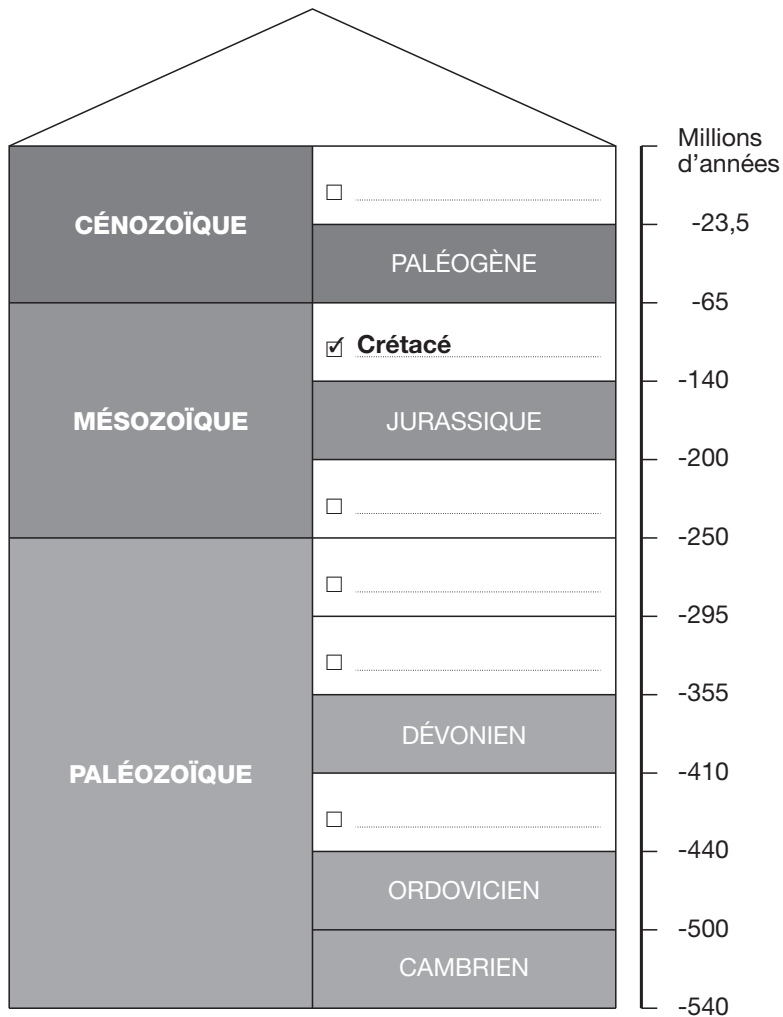 Millions
d'années
CÉNOZOÏQUE
-23,5
PALÉOGÈNE
-65
Crétacé
-140
MÉSOZOÏQUE
JURASSIQUE
-200
-250
-295
-355
DÉVONIEN
PALÉOZOÏQUE
-410
-440
ORDOVICIEN
-500
CAMBRIEN
-540